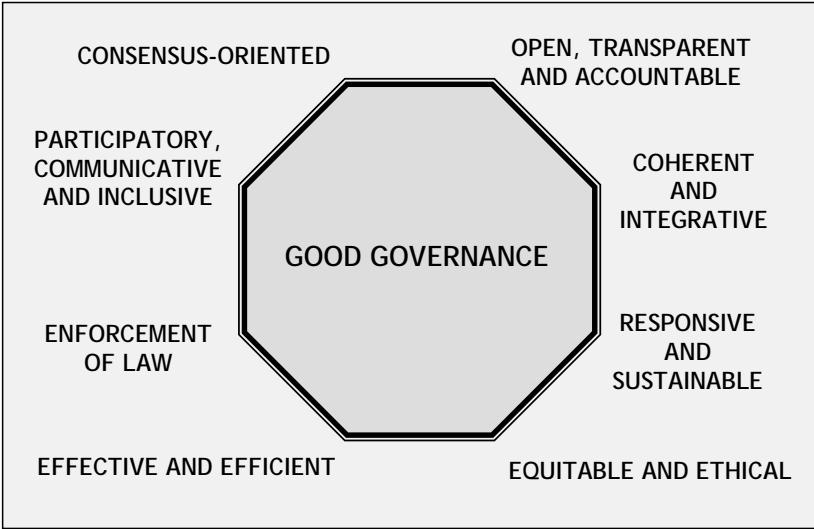 CONSENSUS-ORIENTED
OPEN, TRANSPARENT
AND ACCOUNTABLE
PARTICIPATORY,
COMMUNICATIVE
AND INCLUSIVE
COHERENT
AND
INTEGRATIVE
GOOD GOVERNANCE
ENFORCEMENT
OF LAW
RESPONSIVE
AND
SUSTAINABLE
EFFECTIVE AND EFFICIENT
EQUITABLE AND ETHICAL